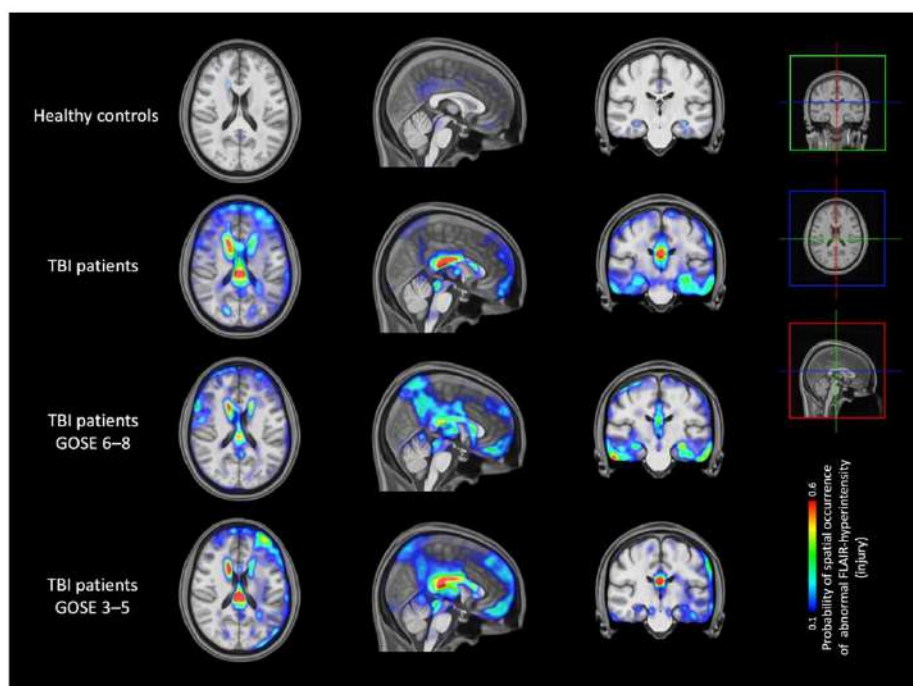 Healthy controls
TBI patients
TBI patients
GOSE 6–8
TBI patients
GOSE 3–5
0.1
0.6
Probability of spatial occurrence
of abnormal FLAIR-hyperintensity
(injury)